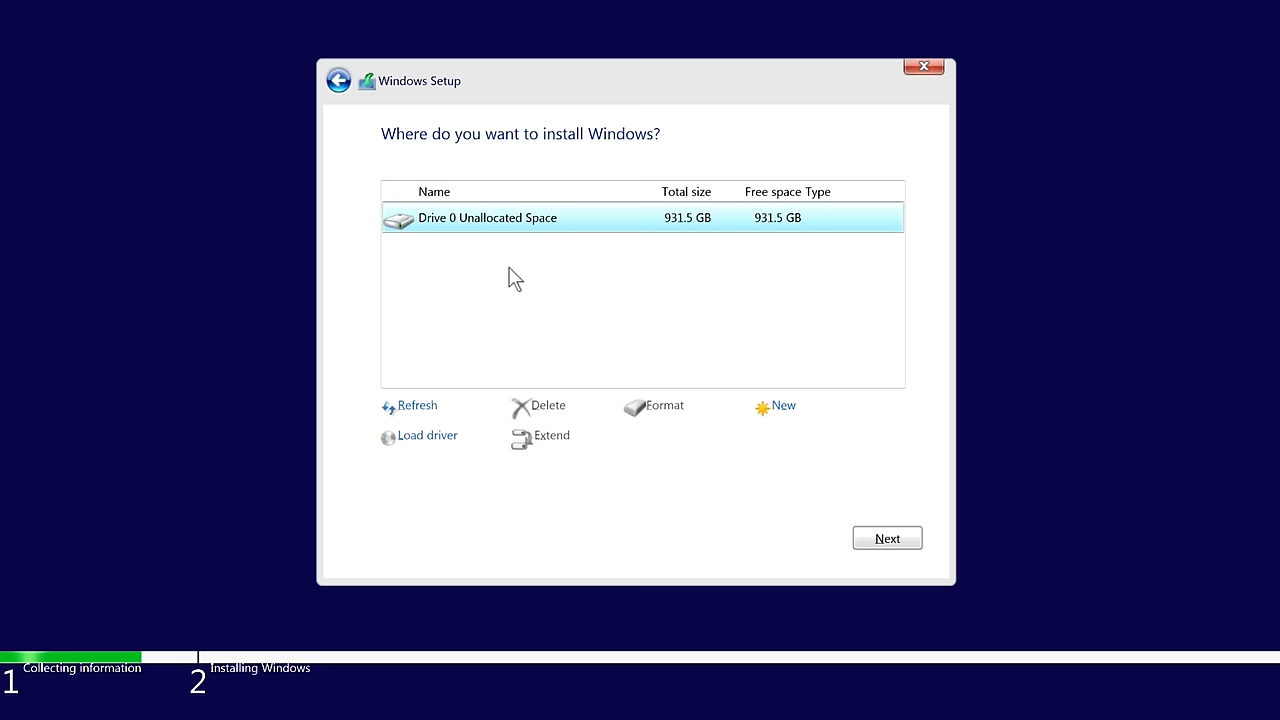 Windows Setup
Where do you want to install Windows?
Name Total size Free space Type
Drive 0 Unallocated Space 931.5 GB 931.5 GB
Refresh Delete Format New
Load driver Extend
Next
1 Collecting information 2 Installing Windows